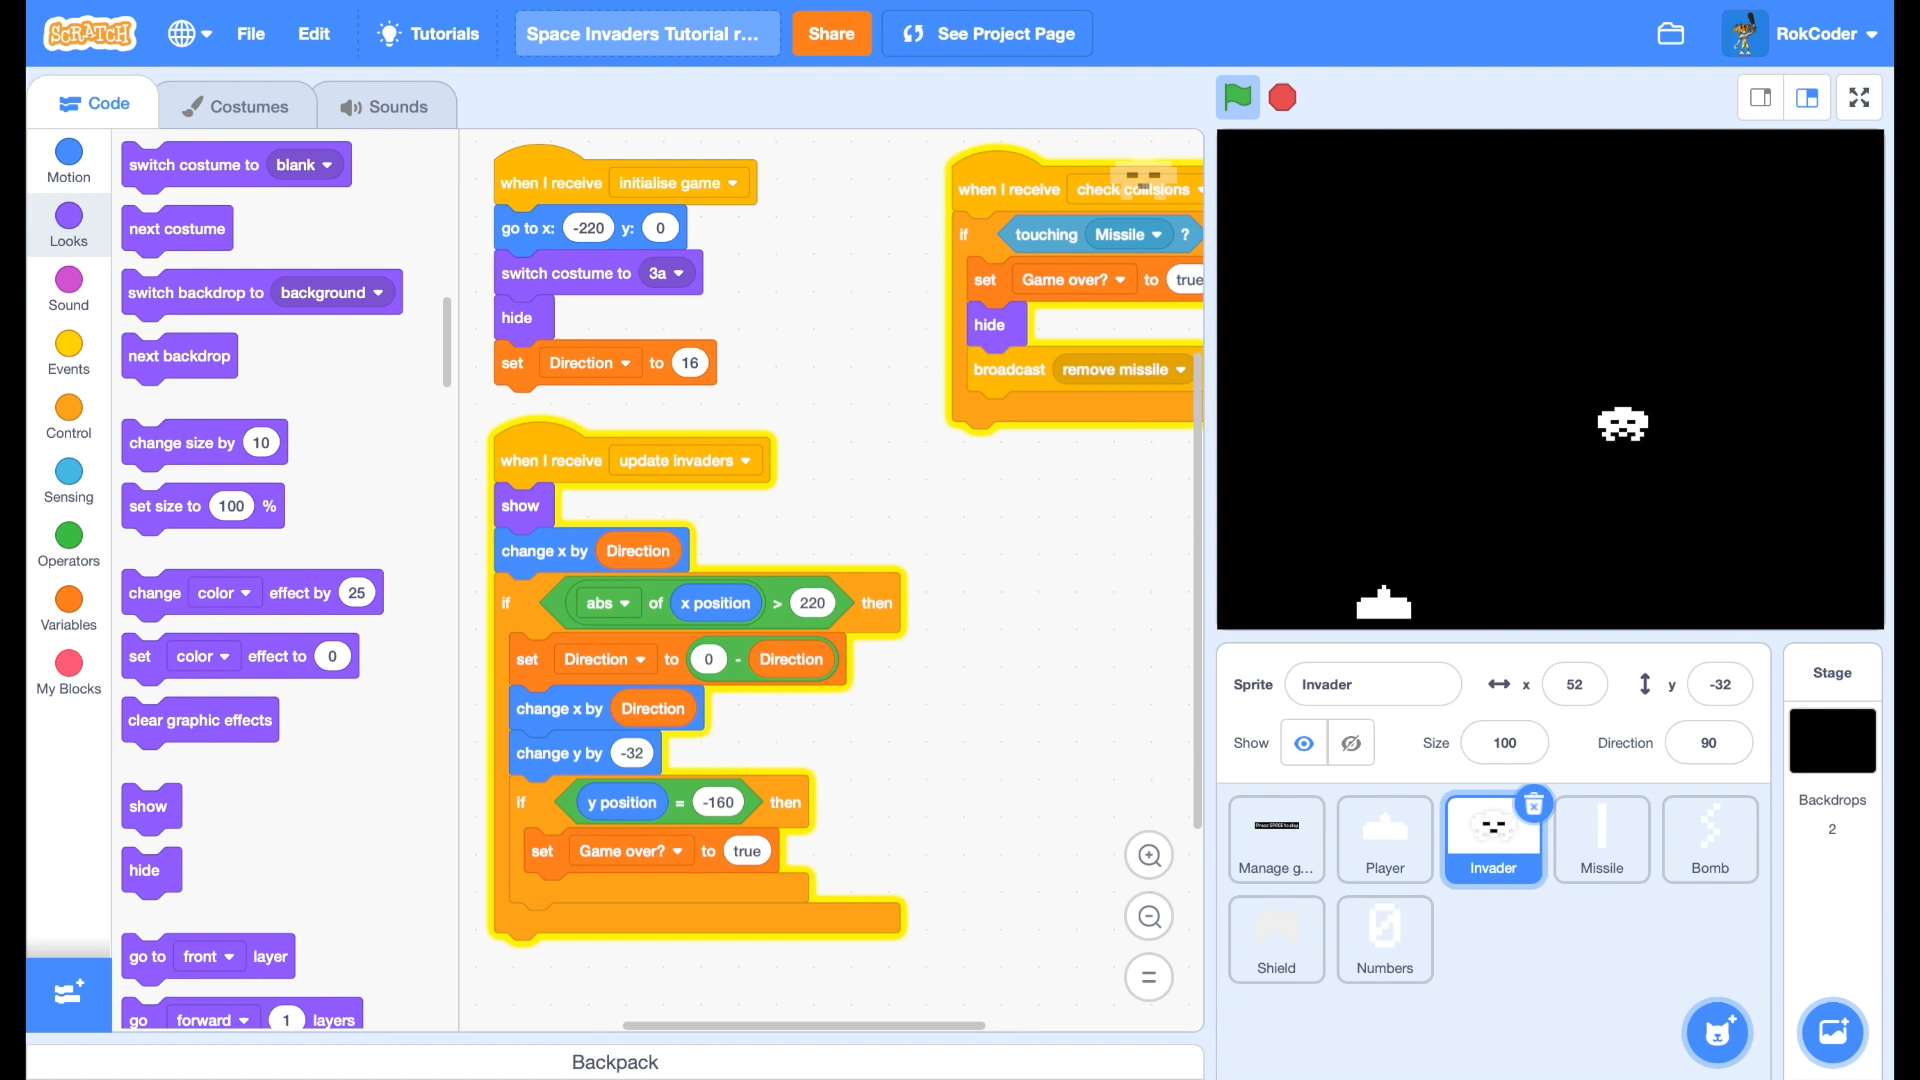 SCRATCH
File
Edit
Tutorials
Space Invaders Tutorial r...
Share
See Project Page
RokCoder
Code
Costumes
Sounds
Motion
Looks
Sound
Events
Control
Sensing
Operators
Variables
My Blocks
switch costume to blank
next costume
switch backdrop to background
next backdrop
change size by 10
set size to 100 %
change color effect by 25
set color effect to 0
clear graphic effects
show
hide
go to front layer
go forward 1 layers
when I receive initialise game
go to x: -220 y: 0
switch costume to 3a
hide
set Direction to 16
when I receive update invaders
show
change x by Direction
if abs of x position > 220 then
set Direction to 0 - Direction
change x by Direction
change y by -32
if y position = -160 then
set Game over? to true
when I receive check collisions
if touching Missile ?
set Game over? to true
hide
broadcast remove missile
Backpack
Sprite Invader x 52 y -32
Show Size 100 Direction 90
Manage g...
Player
Invader
Missile
Bomb
Shield
Numbers
Stage
Backdrops
2